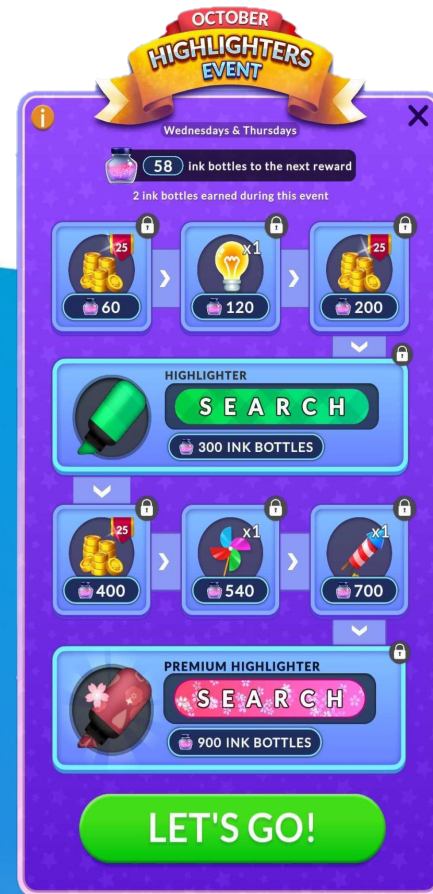 OCTOBER
HIGHLIGHTERS
EVENT
i
Wednesdays & Thursdays
58 ink bottles to the next reward
2 ink bottles earned during this event
25 x1 25
60 120 200
HIGHLIGHTER
SEARCH
300 INK BOTTLES
25 x1 x1
400 540 700
PREMIUM HIGHLIGHTER
SEARCH
900 INK BOTTLES
LET'S GO!